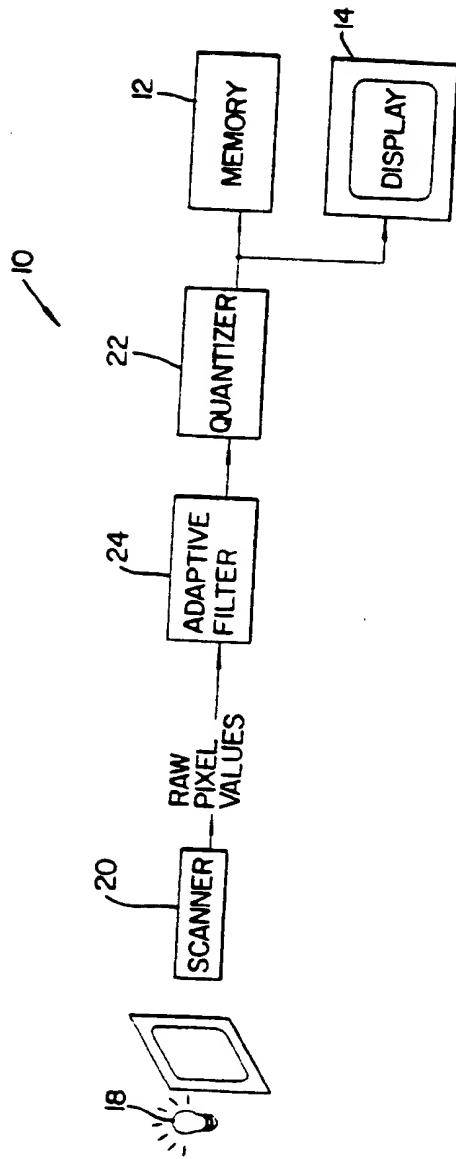 10
18
20
SCANNER
RAW
PIXEL
VALUES
24
ADAPTIVE
FILTER
22
QUANTIZER
12
MEMORY
14
DISPLAY